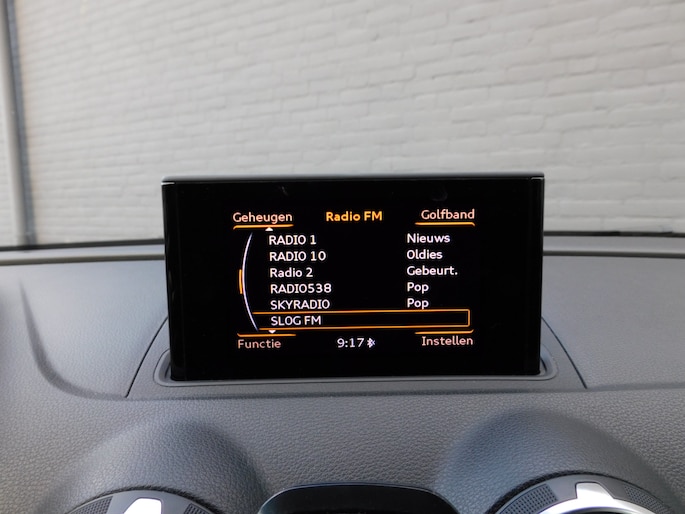 Geheugen Radio FM Golfband
RADIO 1 Nieuws
RADIO 10 Oldies
Radio 2 Gebeurt.
RADIO538 Pop
SKYRADIO Pop
SLOG FM
Functie 9:17 Instellen